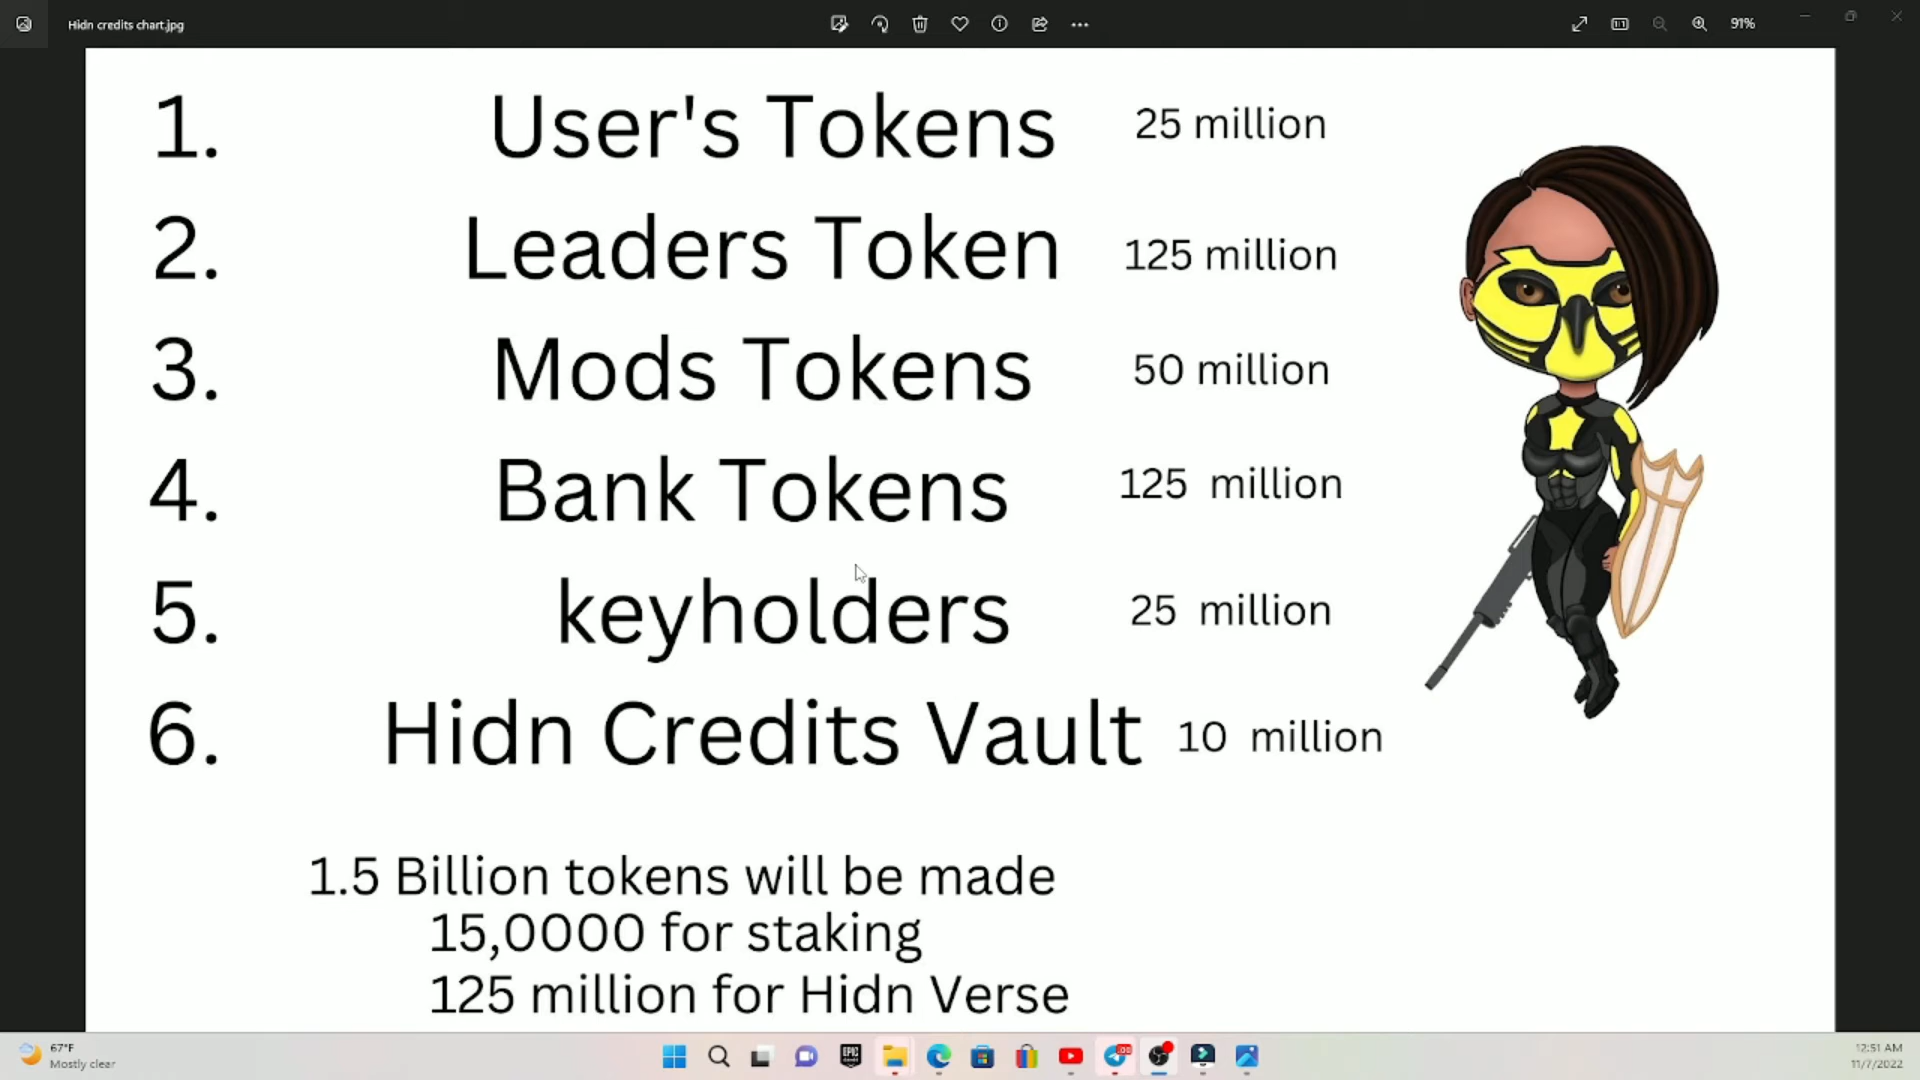 Hidn credits chart.jpg
91%
1. User's Tokens 25 million
2. Leaders Token 125 million
3. Mods Tokens 50 million
4. Bank Tokens 125 million
5. keyholders 25 million
6. Hidn Credits Vault 10 million
1.5 Billion tokens will be made
15,0000 for staking
125 million for Hidn Verse
67°F
Mostly clear
EPIC
12:51 AM
11/7/2022